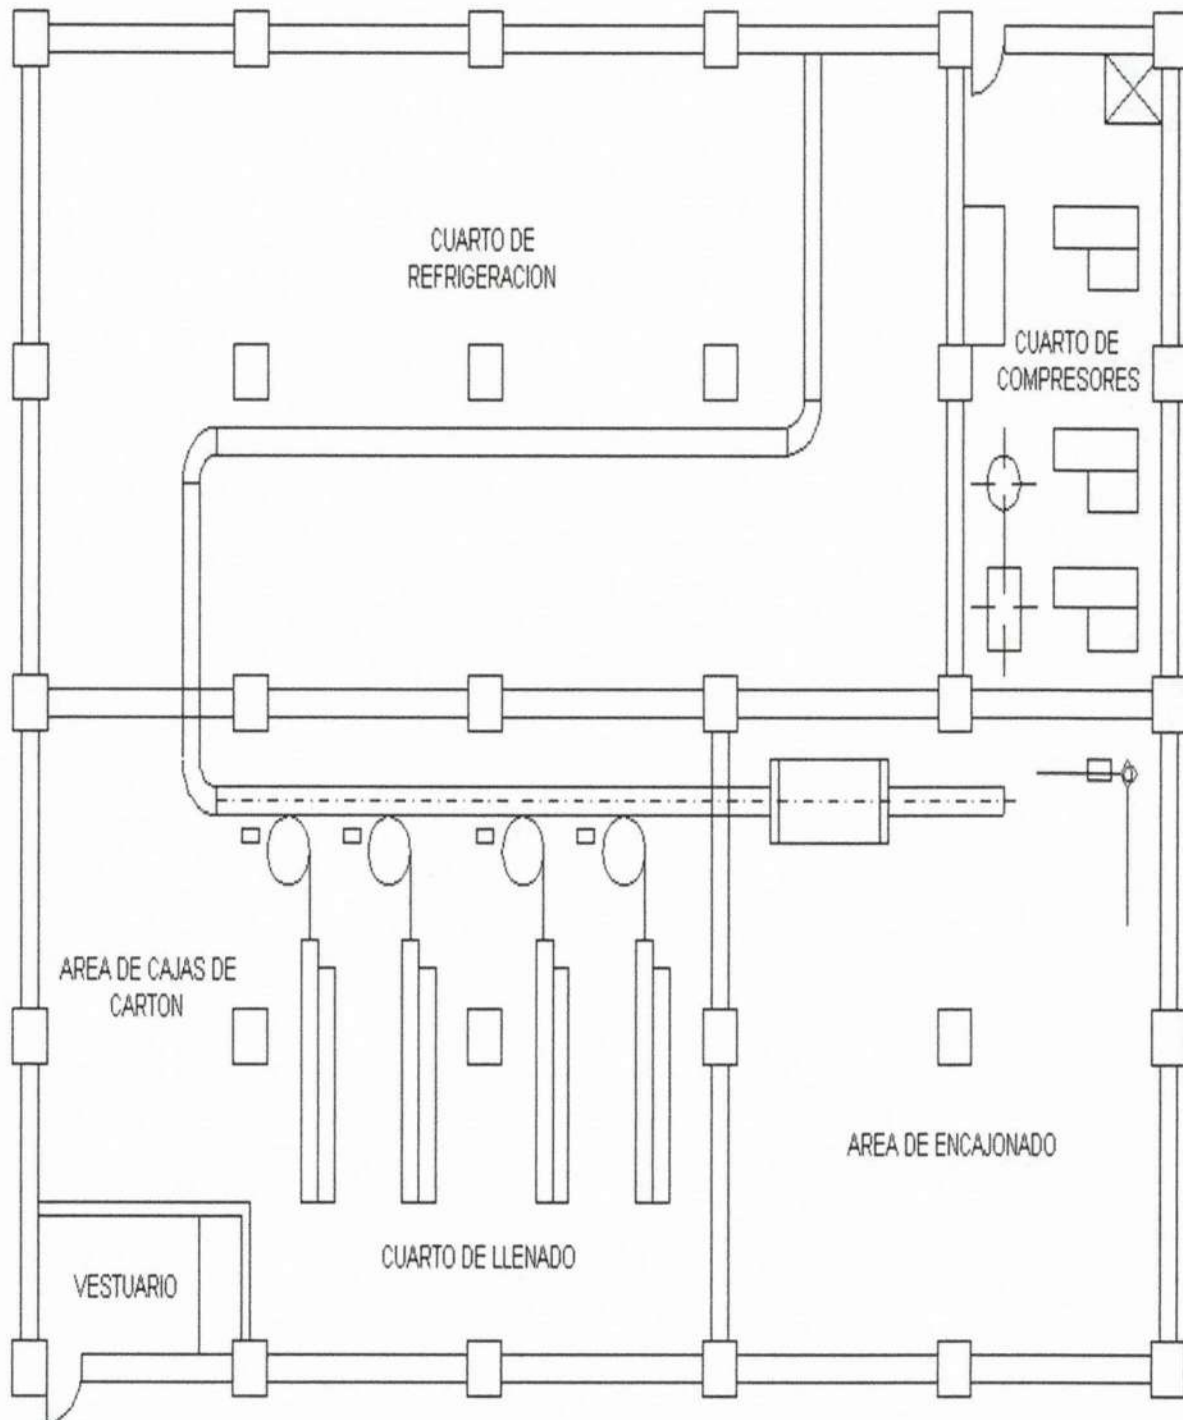 CUARTO DE
REFRIGERACION
CUARTO DE
COMPRESORES
AREA DE CAJAS DE
CARTON
AREA DE ENCAJONADO
CUARTO DE LLENADO
VESTUARIO